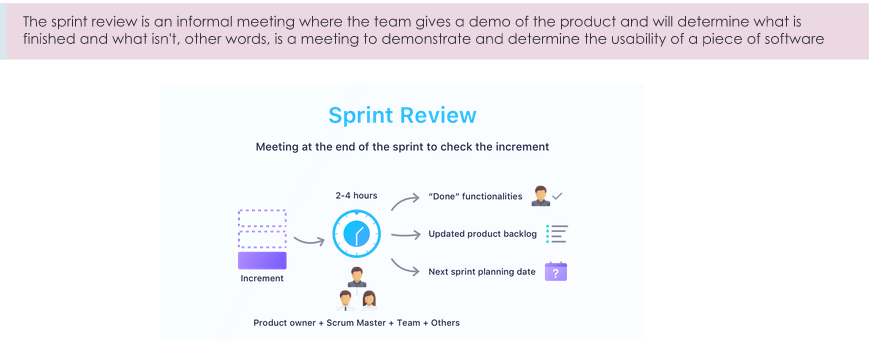 The sprint review is an informal meeting where the team gives a demo of the product and will determine what is
finished and what isn't, other words, is a meeting to demonstrate and determine the usability of a piece of software
Sprint Review
Meeting at the end of the sprint to check the increment
2-4 hours
"Done" functionalities
Updated product backlog
Next sprint planning date
?
Increment
Product owner + Scrum Master + Team + Others